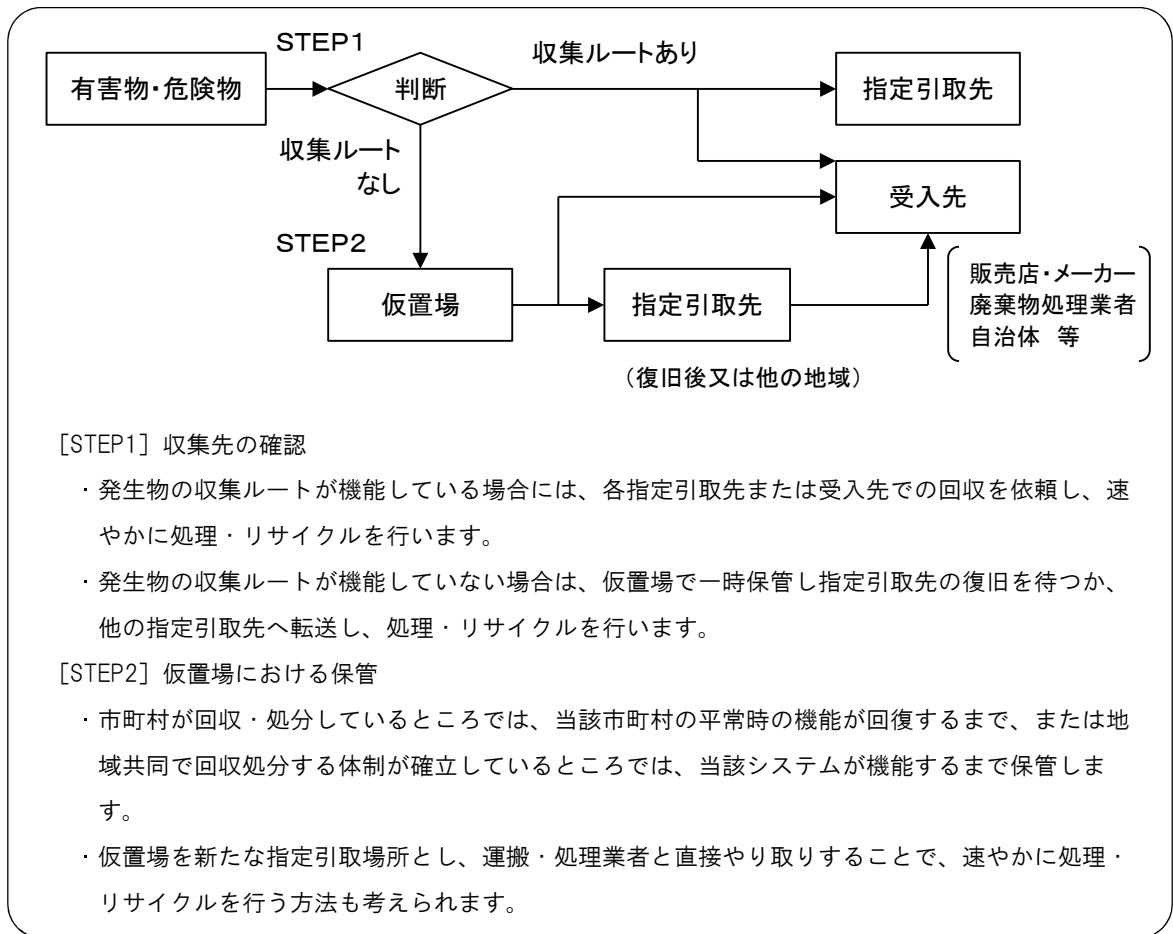 STEP1
収集ルートあり
有害物・危険物
判断
指定引取先
収集ルート
なし
受入先
STEP2
仮置場
指定引取先
販売店・メーカー
廃棄物処理業者
自治体 等
（復旧後又は他の地域）
［STEP1］収集先の確認
・発生物の収集ルートが機能している場合には、各指定引取先または受入先での回収を依頼し、速
やかに処理・リサイクルを行います。
・発生物の収集ルートが機能していない場合は、仮置場で一時保管し指定引取先の復旧を待つか、
他の指定引取先へ転送し、処理・リサイクルを行います。
［STEP2］仮置場における保管
・市町村が回収・処分しているところでは、当該市町村の平常時の機能が回復するまで、または地
域共同で回収処分する体制が確立しているところでは、当該システムが機能するまで保管しま
す。
・仮置場を新たな指定引取場所とし、運搬・処理業者と直接やり取りすることで、速やかに処理・
リサイクルを行う方法も考えられます。